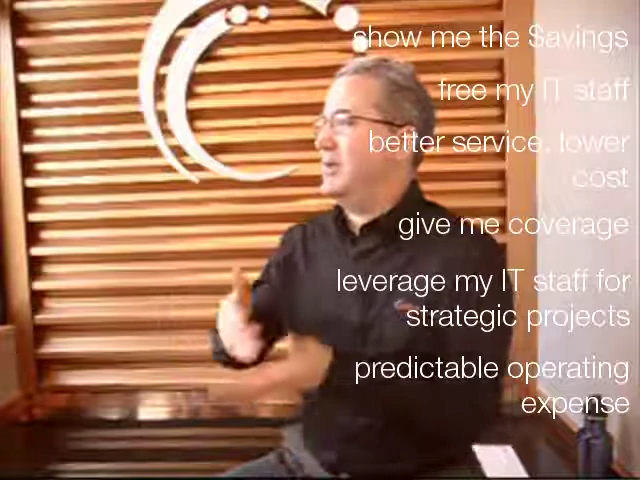 show me the $avings
free my IT staff
better service, lower
cost
give me coverage
leverage my IT staff for
strategic projects
predictable operating
expense